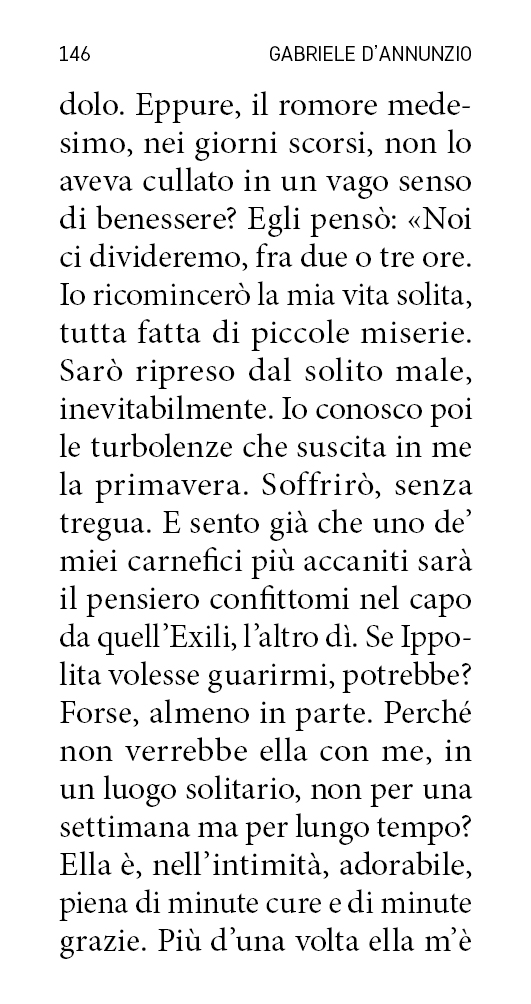 146 GABRIELE D’ANNUNZIO
dolo. Eppure, il romore mede-
simo, nei giorni scorsi, non lo
aveva cullato in un vago senso
di benessere? Egli pensò: «Noi
ci divideremo, fra due o tre ore.
Io ricomincerò la mia vita solita,
tutta fatta di piccole miserie.
Sarò ripreso dal solito male,
inevitabilmente. Io conosco poi
le turbolenze che suscita in me
la primavera. Soffrirò, senza
tregua. E sento già che uno de’
miei carnefici più accaniti sarà
il pensiero confittomi nel capo
da quell’Exili, l’altro dì. Se Ippo-
lita volesse guarirmi, potrebbe?
Forse, almeno in parte. Perché
non verrebbe ella con me, in
un luogo solitario, non per una
settimana ma per lungo tempo?
Ella è, nell’intimità, adorabile,
piena di minute cure e di minute
grazie. Più d’una volta ella m’è